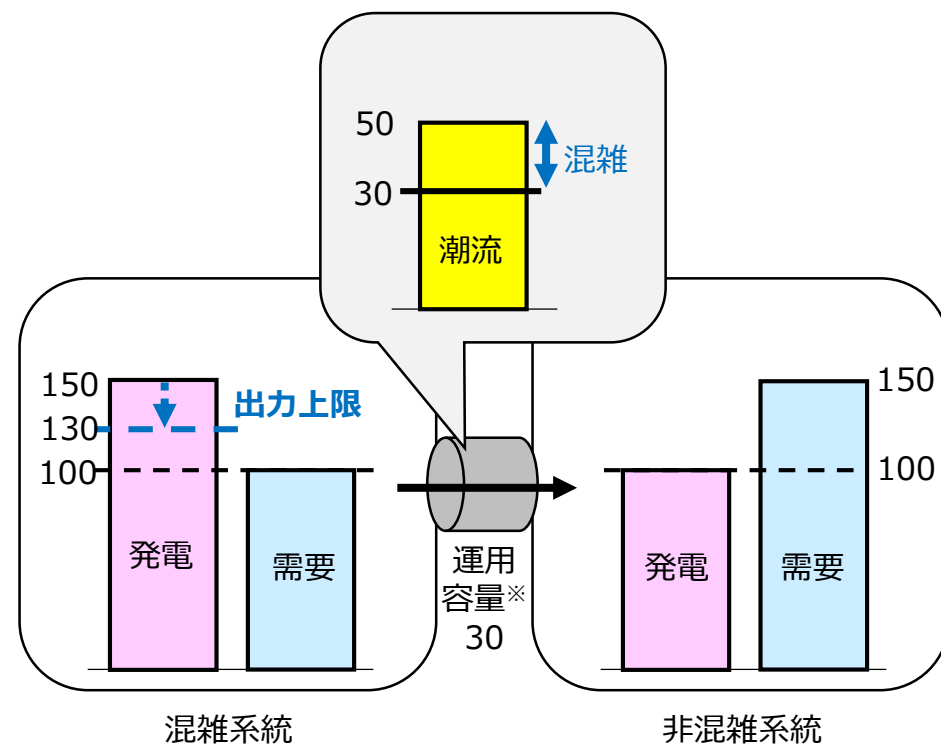 50
混雑
30
潮流
150
出力上限
130
100
発電
需要
運用
容量※
30
150
100
発電
需要
混雑系統
非混雑系統